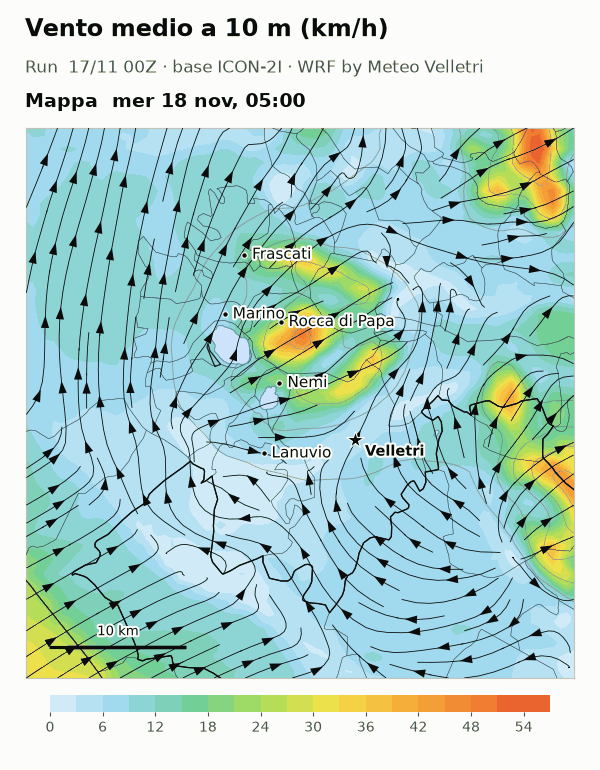 Vento medio a 10 m (km/h)
Run  17/11 00Z · base ICON-2I · WRF by Meteo Velletri
Mappa  mer 18 nov, 05:00
Frascati
Marino
Rocca di Papa
Nemi
Velletri
Lanuvio
10 km
0 6 12 18 24 30 36 42 48 54